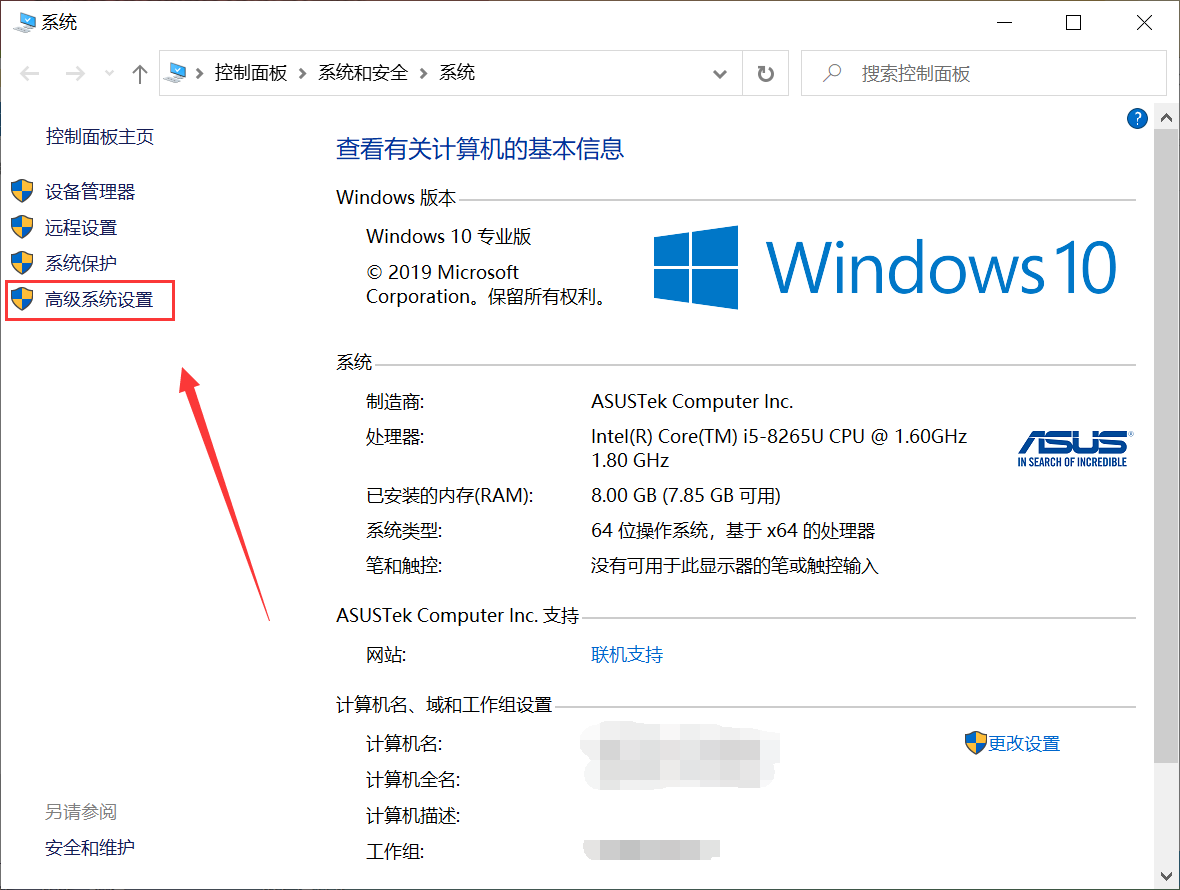 系统
控制面板 系统和安全 系统
搜索控制面板
控制面板主页
设备管理器
远程设置
系统保护
高级系统设置
另请参阅
安全和维护
?
查看有关计算机的基本信息
Windows 版本
Windows 10 专业版
© 2019 Microsoft
Corporation。保留所有权利。
Windows 10
系统
制造商: ASUSTek Computer Inc.
处理器: Intel(R) Core(TM) i5-8265U CPU @ 1.60GHz
1.80 GHz
ASUS®
IN SEARCH OF INCREDIBLE
已安装的内存(RAM): 8.00 GB (7.85 GB 可用)
系统类型: 64 位操作系统，基于 x64 的处理器
笔和触控: 没有可用于此显示器的笔或触控输入
ASUSTek Computer Inc. 支持
网站: 联机支持
计算机名、域和工作组设置
计算机名: 更改设置
计算机全名:
计算机描述:
工作组: